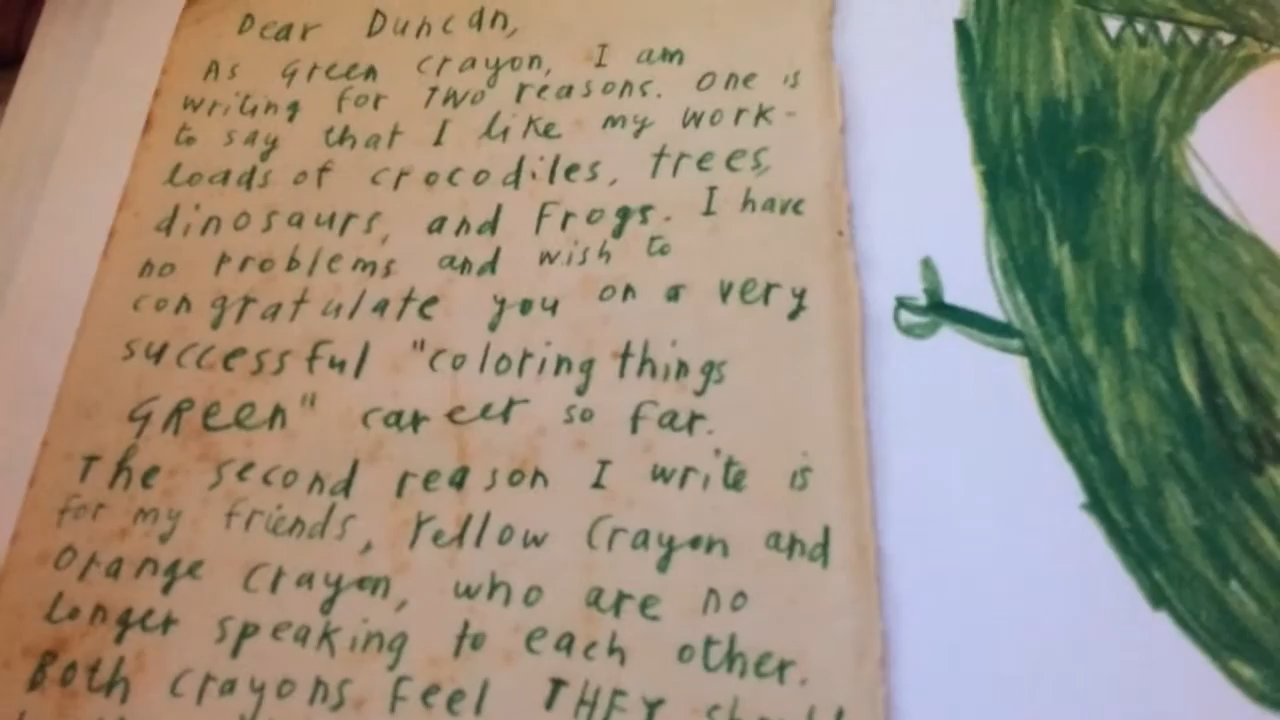 Dear Duncan,
As Green crayon, I am
writing for TWO reasons. one is
to say that I like my work-
loads of crocodiles, trees,
dinosaurs, and Frogs. I have
no problems and wish to
congratulate you on a very
successful "coloring things
GReen" career so far.
The second reason I write is
for my friends, Yellow Crayon and
Orange Crayon, who are no
longer speaking to each other.
Both crayons Feel THEY should